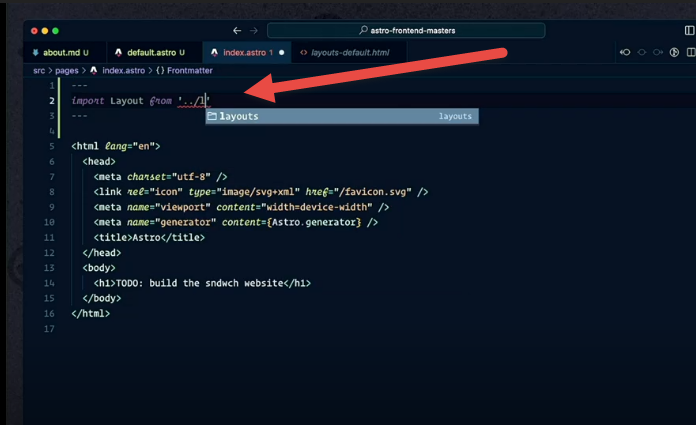 astro-frontend-masters
about.md U
default.astro U
index.astro 1
layouts-default.html
src > pages > index.astro > {} Frontmatter
1 ---
2 import Layout from '../l'
layouts layouts
3 ---
4
5 <html lang="en">
6 <head>
7 <meta charset="utf-8" />
8 <link rel="icon" type="image/svg+xml" href="/favicon.svg" />
9 <meta name="viewport" content="width=device-width" />
10 <meta name="generator" content={Astro.generator} />
11 <title>Astro</title>
12 </head>
13 <body>
14 <h1>TODO: build the sndwch website</h1>
15 </body>
16 </html>
17